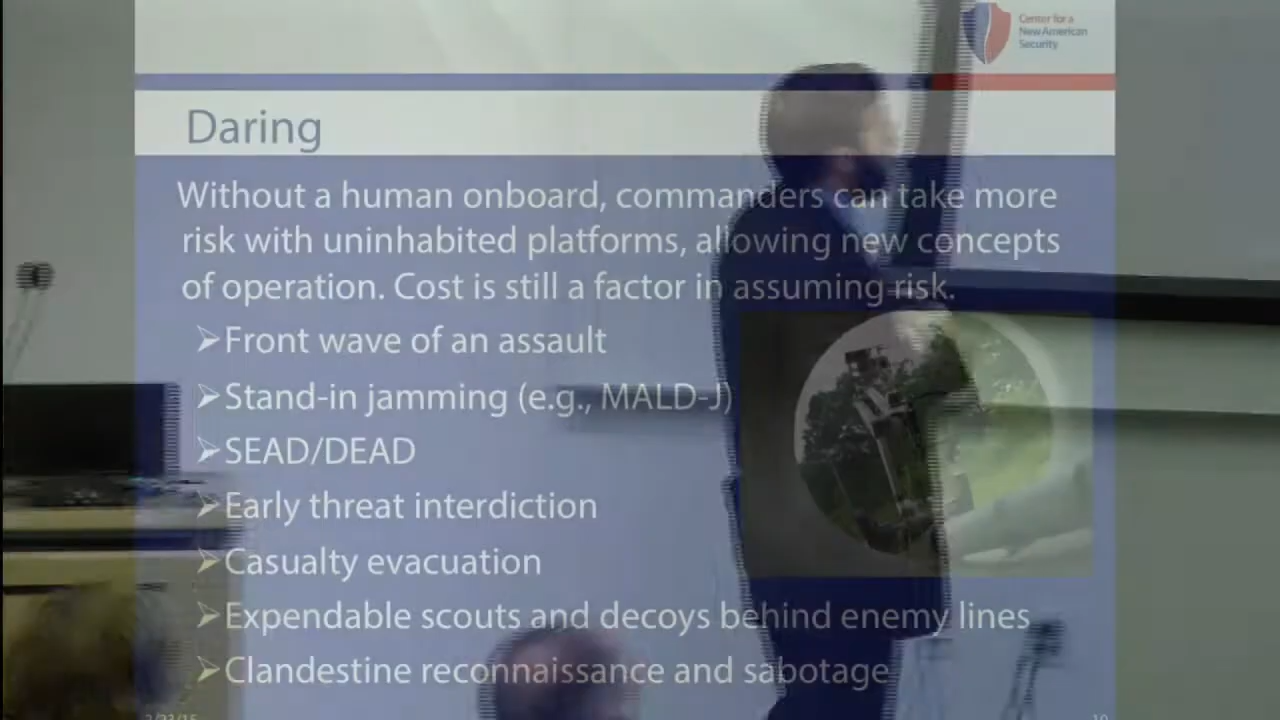 Center for a
New American
Security
Daring
Without a human onboard, commanders can take more
risk with uninhabited platforms, allowing new concepts
of operation. Cost is still a factor in assuming risk.
➢Front wave of an assault
➢Stand-in jamming (e.g., MALD-J)
➢SEAD/DEAD
➢Early threat interdiction
➢Casualty evacuation
➢Expendable scouts and decoys behind enemy lines
➢Clandestine reconnaissance and sabotage